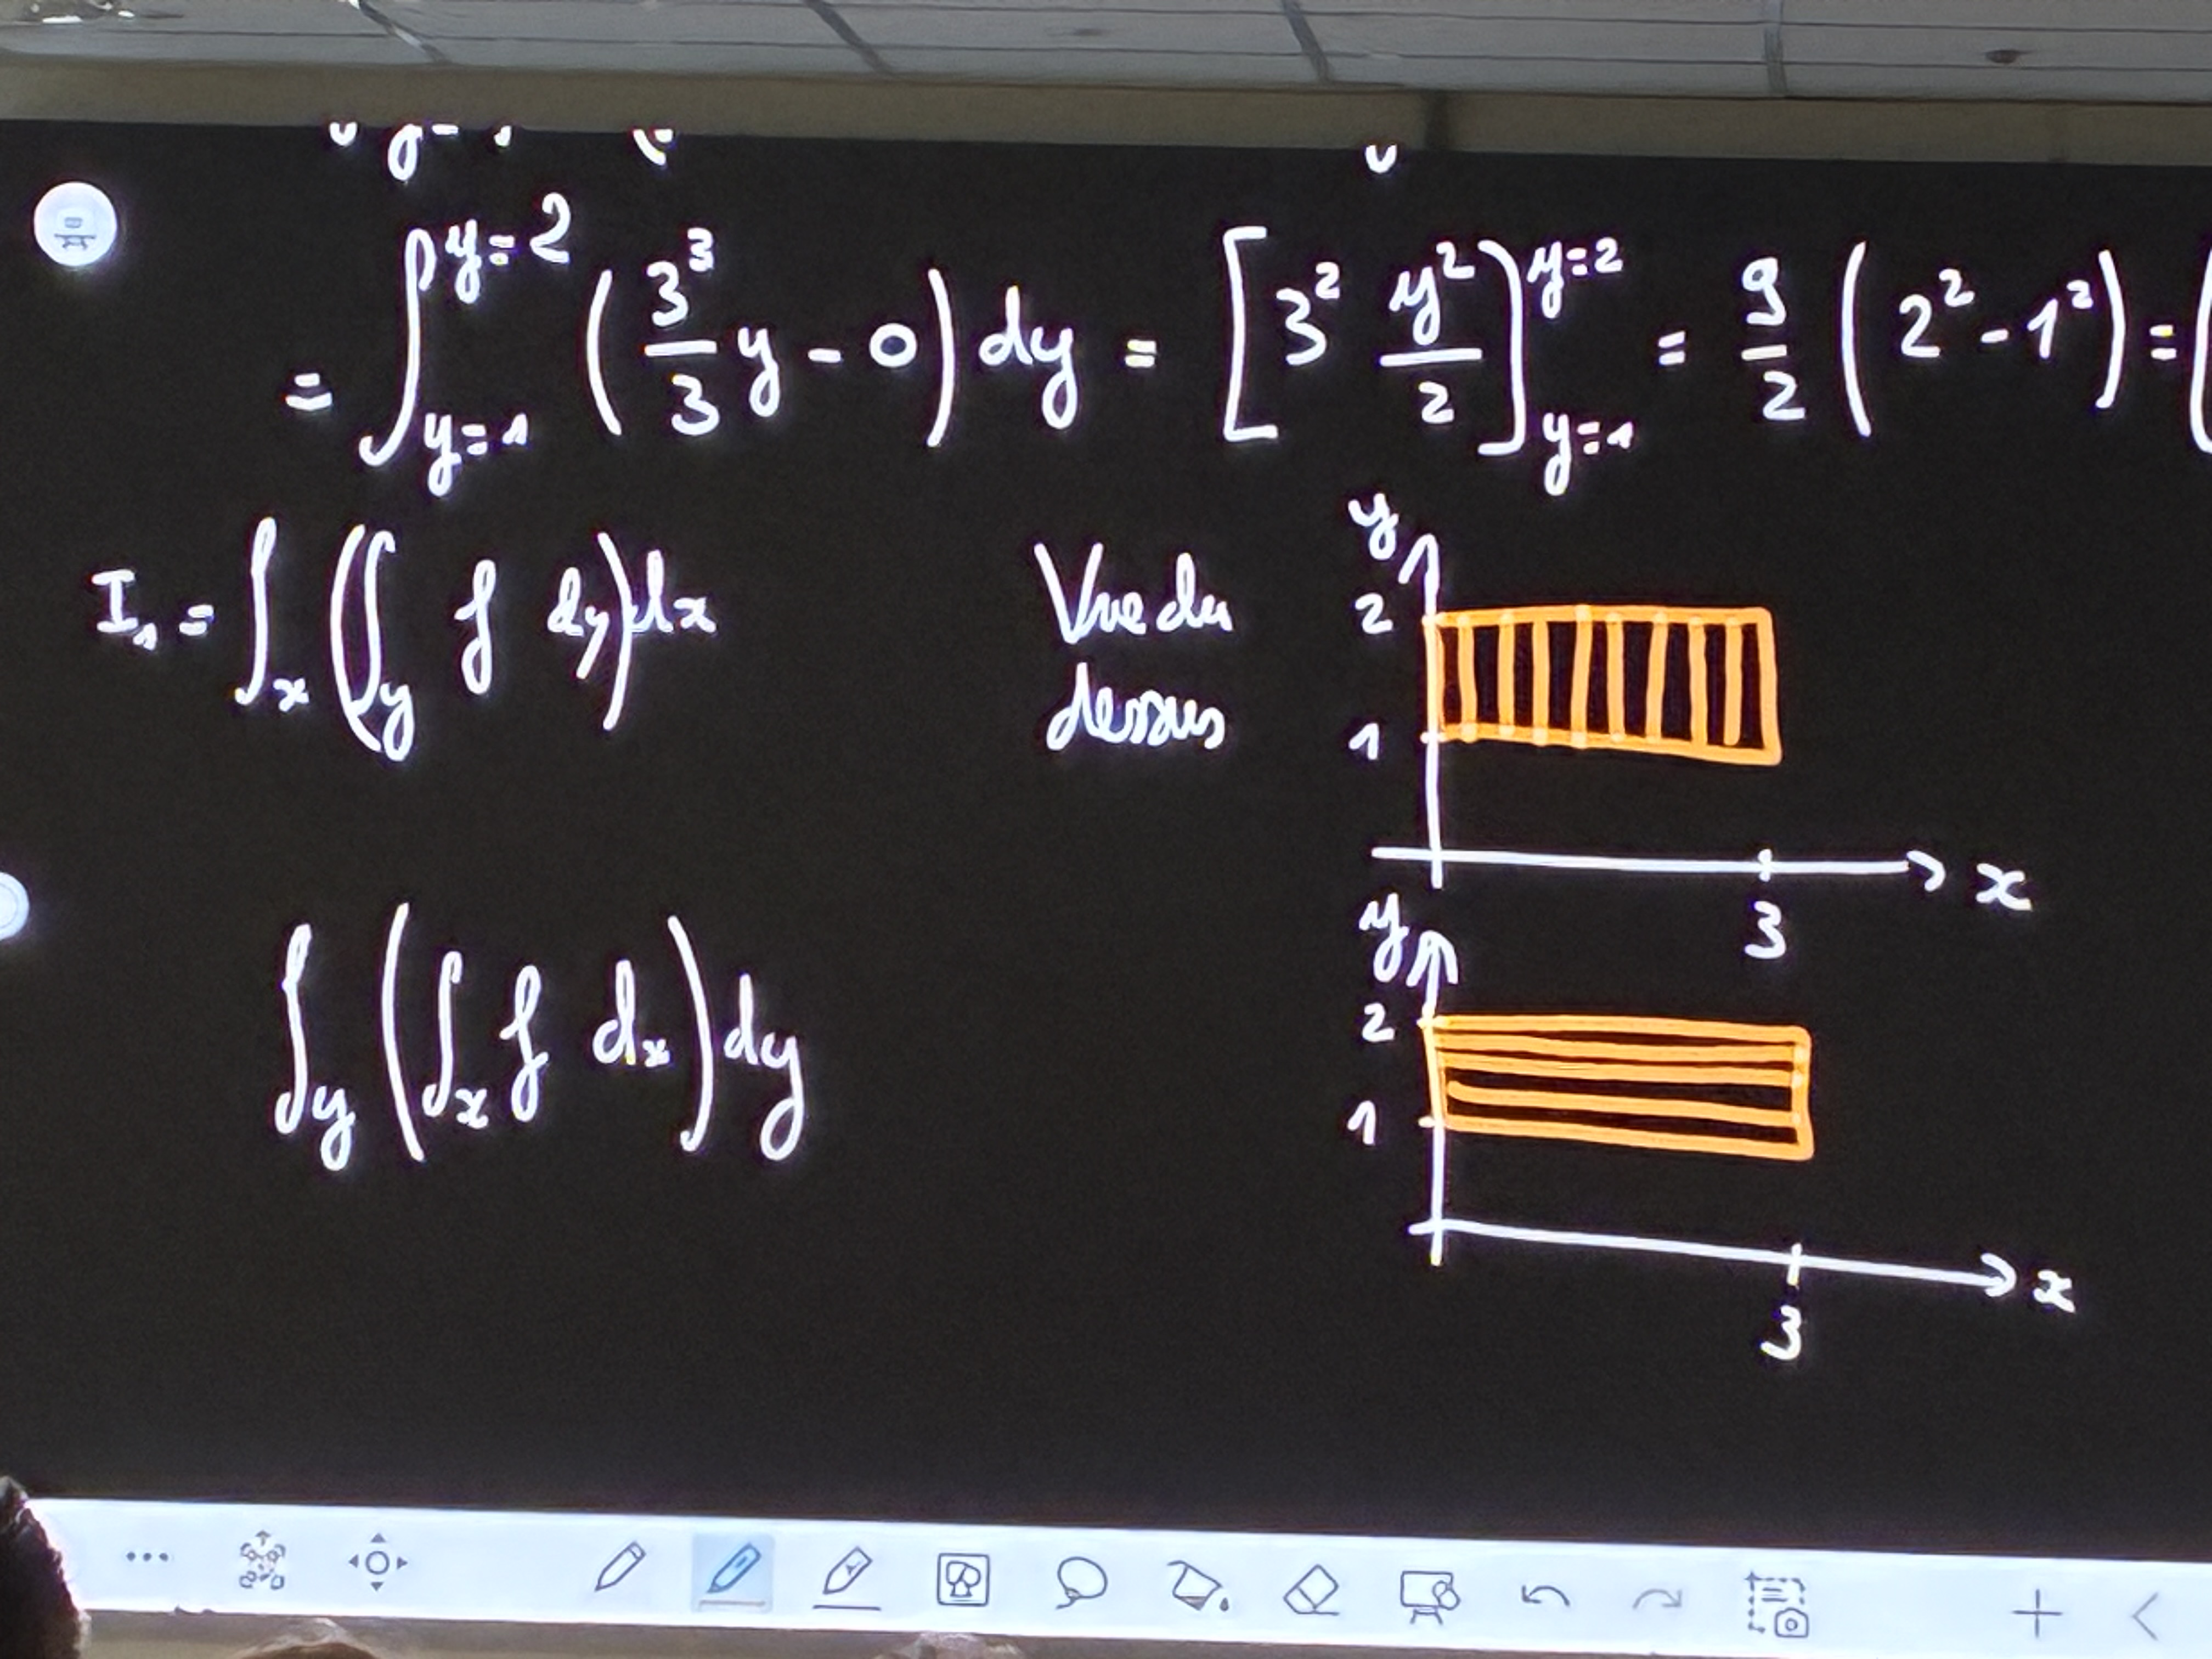 = ∫_{y=1}^{y=2} (3³/3 y - 0) dy = [3² y²/2]_{y=1}^{y=2} = 9/2 (2² - 1²) = (
I₁ = ∫_x (∫_y f dy) dx
Vue du
dessus
y
2
1
3
x
∫_y (∫_x f dx) dy
y
2
1
3
x